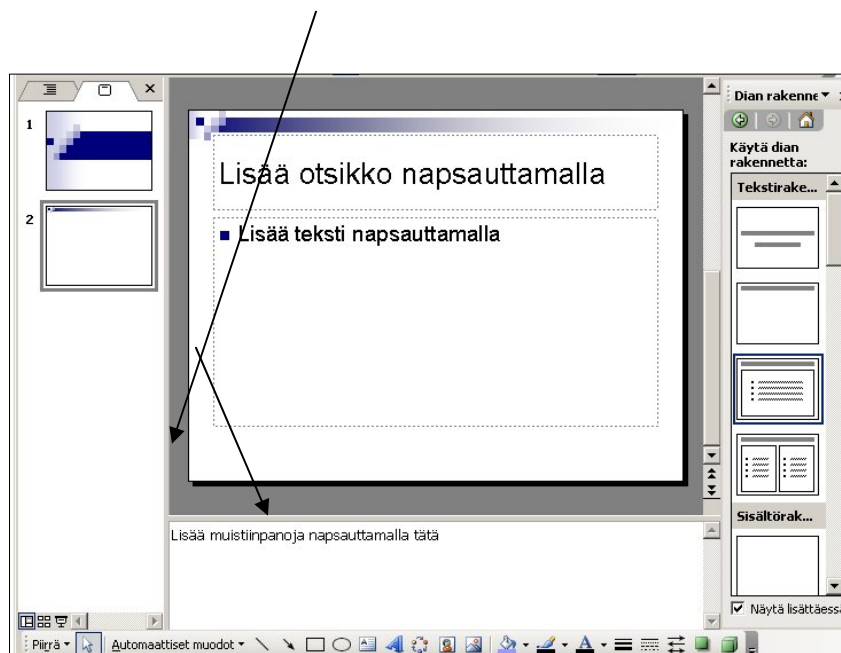 1
2
Lisää otsikko napsauttamalla
Lisää teksti napsauttamalla
Lisää muistiinpanoja napsauttamalla tätä
Dian rakenne
Käytä dian
rakennetta:
Tekstirake...
Sisältörak...
Näytä lisättäessä
Piirrä
Automaattiset muodot
A